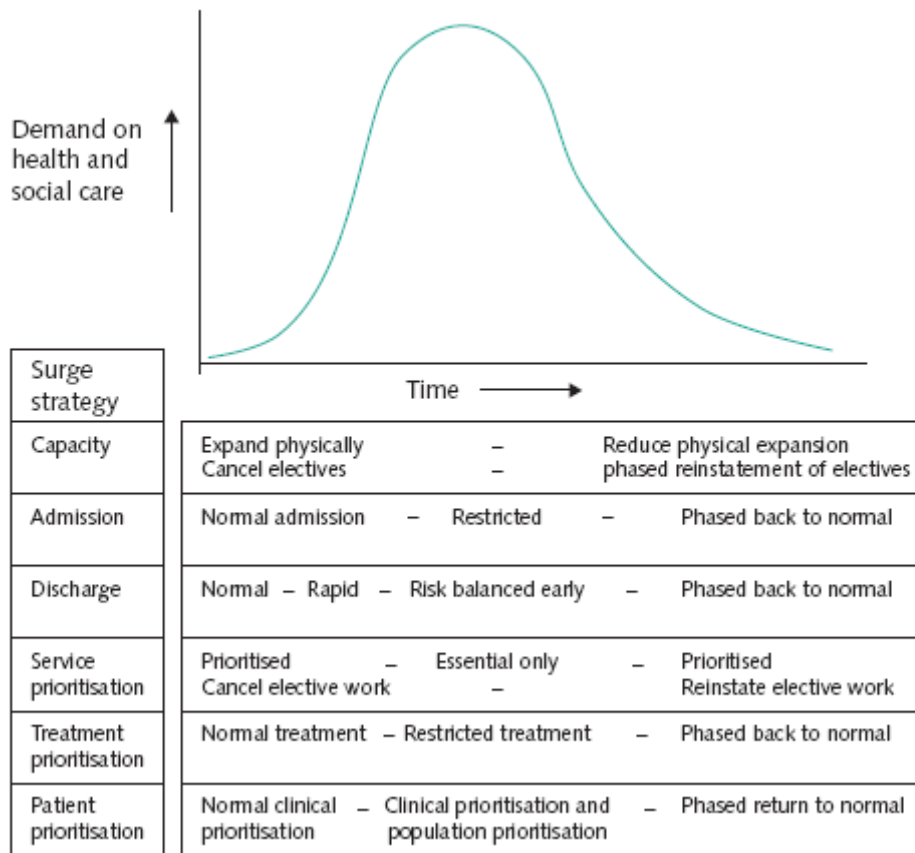 Demand on
health and
social care
Time
Surge
strategy
Capacity
Expand physically – Reduce physical expansion
Cancel electives – phased reinstatement of electives
Admission
Normal admission – Restricted – Phased back to normal
Discharge
Normal – Rapid – Risk balanced early – Phased back to normal
Service
prioritisation
Prioritised – Essential only – Prioritised
Cancel elective work – Reinstate elective work
Treatment
prioritisation
Normal treatment – Restricted treatment – Phased back to normal
Patient
prioritisation
Normal clinical – Clinical prioritisation and – Phased return to normal
prioritisation population prioritisation